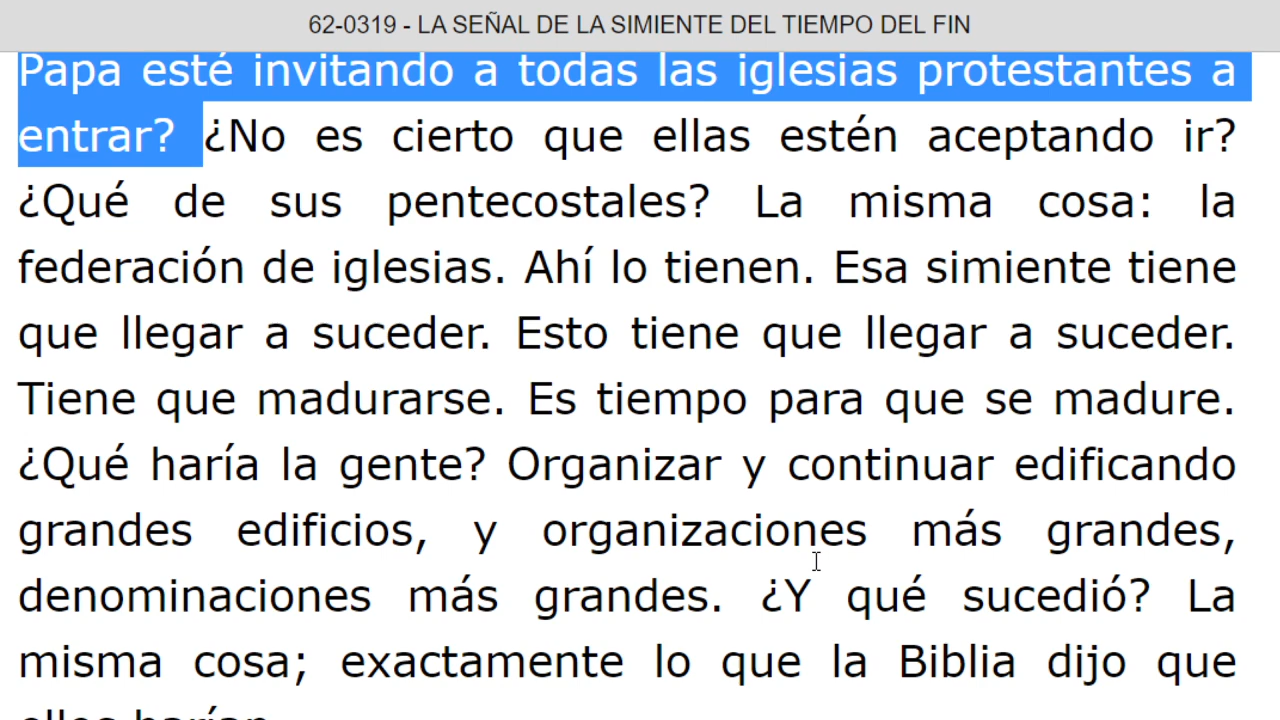 62-0319 - LA SEÑAL DE LA SIMIENTE DEL TIEMPO DEL FIN
Papa esté invitando a todas las iglesias protestantes a
entrar? ¿No es cierto que ellas estén aceptando ir?
¿Qué de sus pentecostales? La misma cosa: la
federación de iglesias. Ahí lo tienen. Esa simiente tiene
que llegar a suceder. Esto tiene que llegar a suceder.
Tiene que madurarse. Es tiempo para que se madure.
¿Qué haría la gente? Organizar y continuar edificando
grandes edificios, y organizaciones más grandes,
denominaciones más grandes. ¿Y qué sucedió? La
misma cosa; exactamente lo que la Biblia dijo que
ellos harían